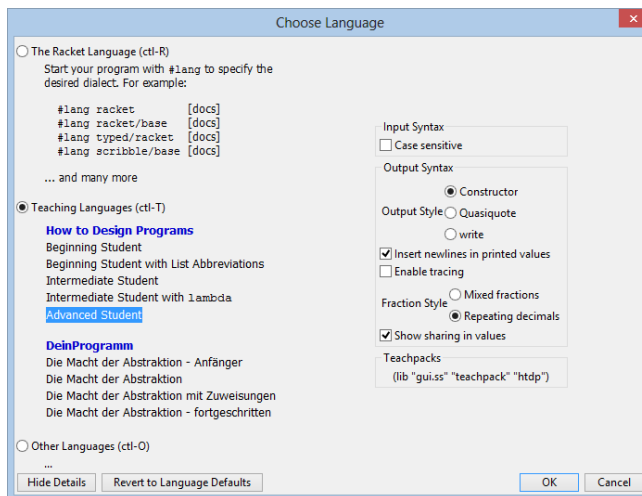 Choose Language
The Racket Language (ctl-R)
Start your program with #lang to specify the
desired dialect. For example:
#lang racket [docs]
#lang racket/base [docs]
#lang typed/racket [docs]
#lang scribble/base [docs]
... and many more
Teaching Languages (ctl-T)
How to Design Programs
Beginning Student
Beginning Student with List Abbreviations
Intermediate Student
Intermediate Student with lambda
Advanced Student
DeinProgramm
Die Macht der Abstraktion - Anfänger
Die Macht der Abstraktion
Die Macht der Abstraktion mit Zuweisungen
Die Macht der Abstraktion - fortgeschritten
Other Languages (ctl-O)
...
Input Syntax
Case sensitive
Output Syntax
Output Style
Constructor
Quasiquote
write
Insert newlines in printed values
Enable tracing
Fraction Style
Mixed fractions
Repeating decimals
Show sharing in values
Teachpacks
(lib "gui.ss" "teachpack" "htdp")
Hide Details
Revert to Language Defaults
OK
Cancel